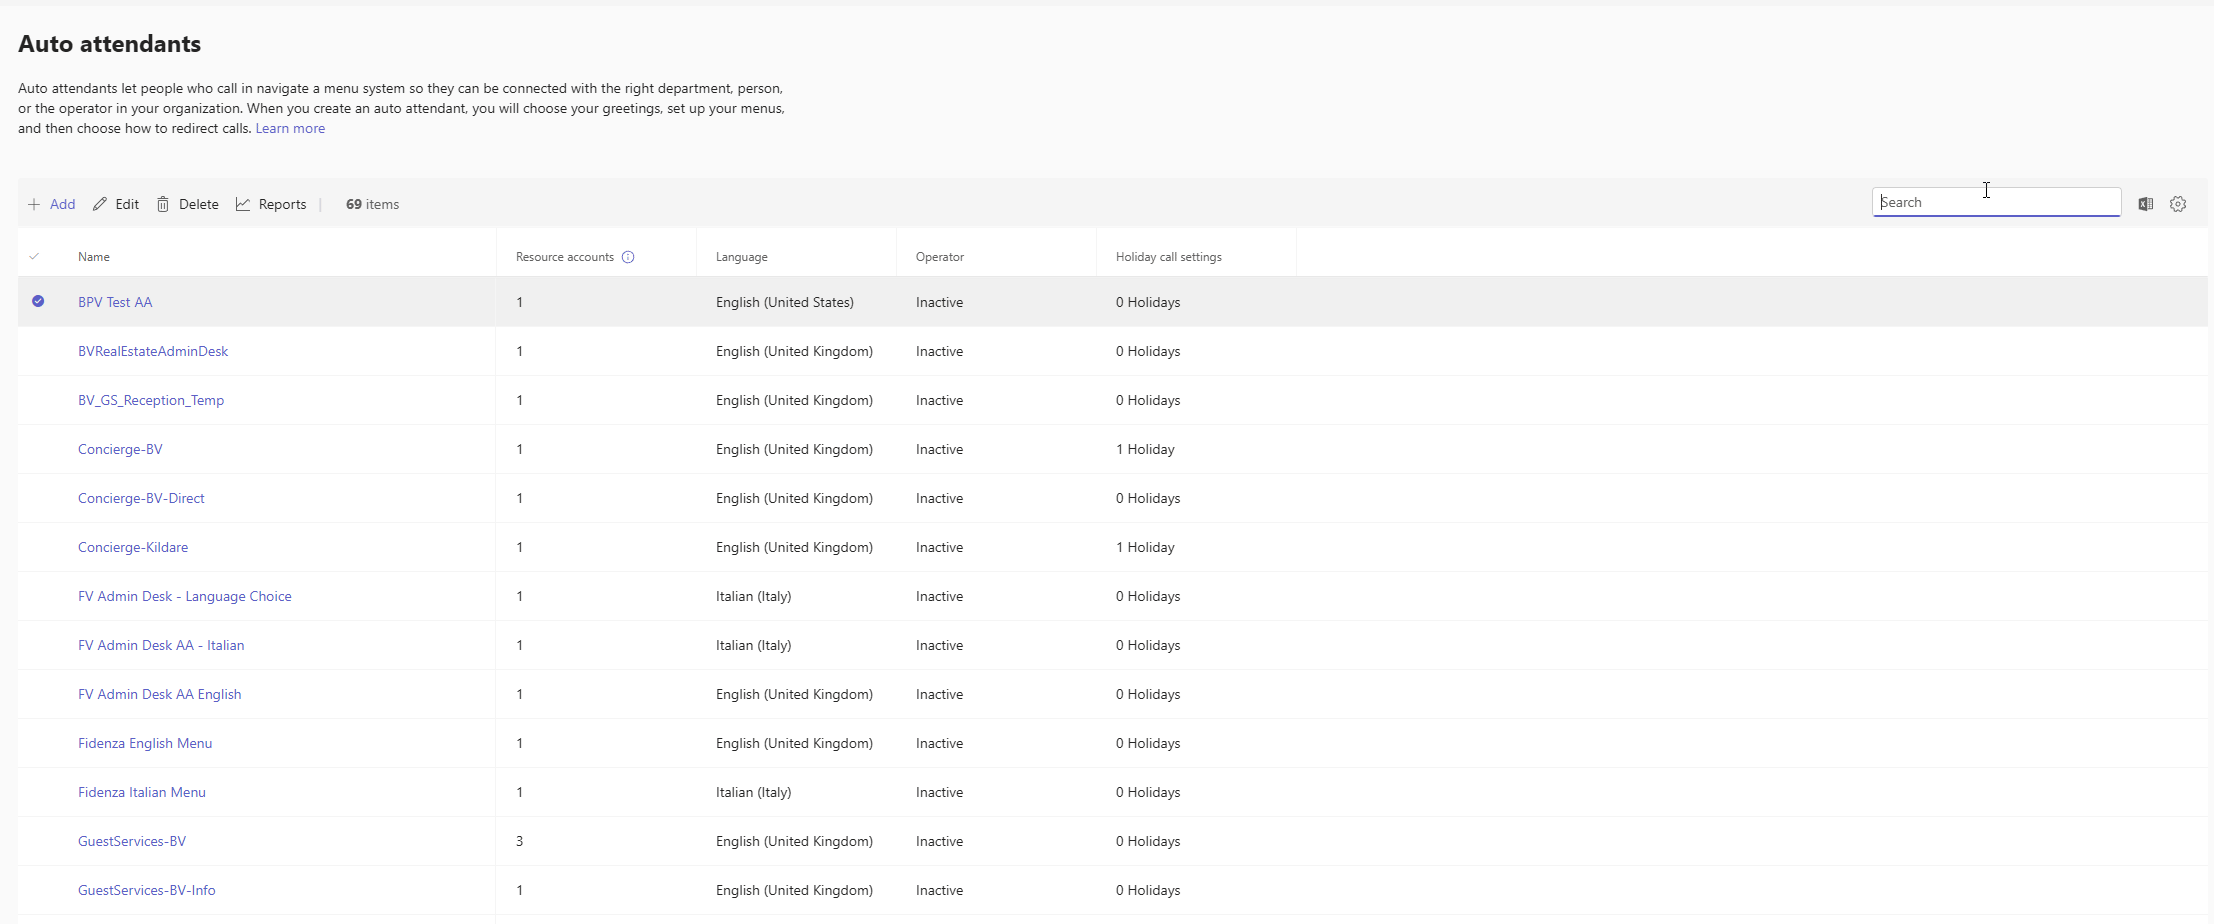 Auto attendants
Auto attendants let people who call in navigate a menu system so they can be connected with the right department, person,
or the operator in your organization. When you create an auto attendant, you will choose your greetings, set up your menus,
and then choose how to redirect calls. Learn more
Add Edit Delete Reports | 69 items Search
Name Resource accounts Language Operator Holiday call settings
BPV Test AA 1 English (United States) Inactive 0 Holidays
BVRealEstateAdminDesk 1 English (United Kingdom) Inactive 0 Holidays
BV_GS_Reception_Temp 1 English (United Kingdom) Inactive 0 Holidays
Concierge-BV 1 English (United Kingdom) Inactive 1 Holiday
Concierge-BV-Direct 1 English (United Kingdom) Inactive 0 Holidays
Concierge-Kildare 1 English (United Kingdom) Inactive 1 Holiday
FV Admin Desk - Language Choice 1 Italian (Italy) Inactive 0 Holidays
FV Admin Desk AA - Italian 1 Italian (Italy) Inactive 0 Holidays
FV Admin Desk AA English 1 English (United Kingdom) Inactive 0 Holidays
Fidenza English Menu 1 English (United Kingdom) Inactive 0 Holidays
Fidenza Italian Menu 1 Italian (Italy) Inactive 0 Holidays
GuestServices-BV 3 English (United Kingdom) Inactive 0 Holidays
GuestServices-BV-Info 1 English (United Kingdom) Inactive 0 Holidays